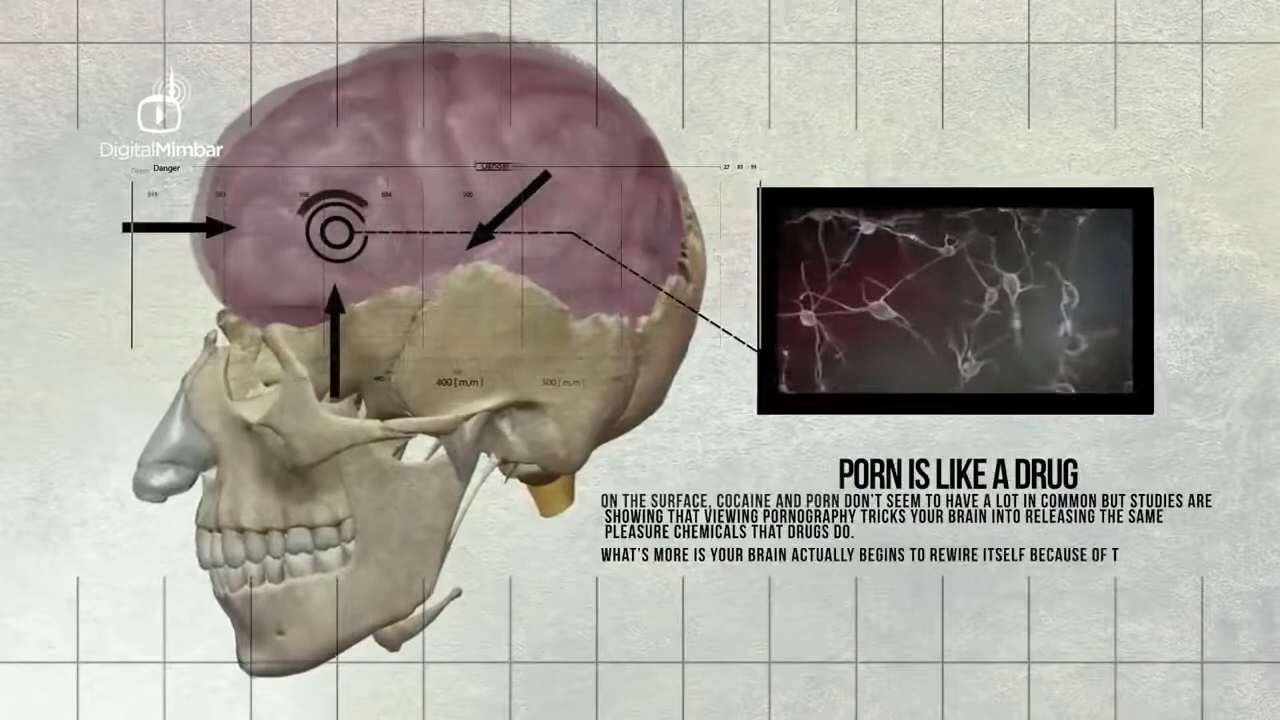 DigitalMimbar
Danger
27
400 [m,m]
500 [m,m]
PORN IS LIKE A DRUG
ON THE SURFACE, COCAINE AND PORN DON'T SEEM TO HAVE A LOT IN COMMON BUT STUDIES ARE
SHOWING THAT VIEWING PORNOGRAPHY TRICKS YOUR BRAIN INTO RELEASING THE SAME
PLEASURE CHEMICALS THAT DRUGS DO.
WHAT'S MORE IS YOUR BRAIN ACTUALLY BEGINS TO REWIRE ITSELF BECAUSE OF T